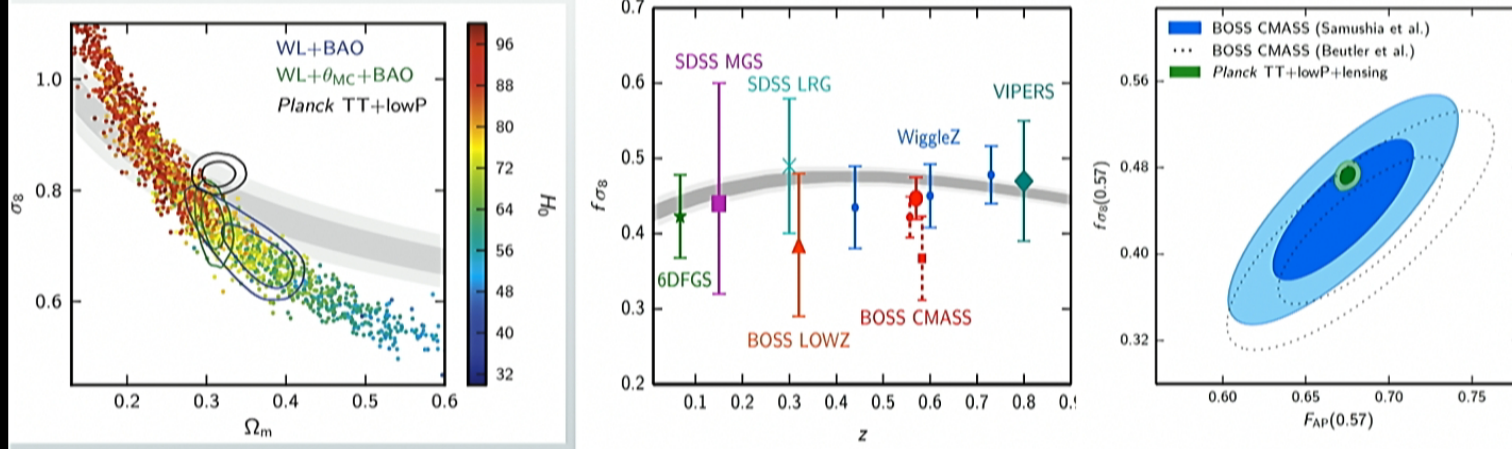 WL+BAO
WL+θMC+BAO
Planck TT+lowP
1.0
0.8
0.6
σ8
0.2 0.3 0.4 0.5 0.6
Ωm
96
88
80
72
64
56
48
40
32
H0
0.7
0.6
0.5
0.4
0.3
0.2
fσ8
SDSS MGS
SDSS LRG
VIPERS
WiggleZ
6DFGS
BOSS LOWZ
BOSS CMASS
0.1 0.2 0.3 0.4 0.5 0.6 0.7 0.8
z
BOSS CMASS (Samushia et al.)
BOSS CMASS (Beutler et al.)
Planck TT+lowP+lensing
0.56
0.48
0.40
0.32
fσ8(0.57)
0.60 0.65 0.70 0.75
FAP(0.57)